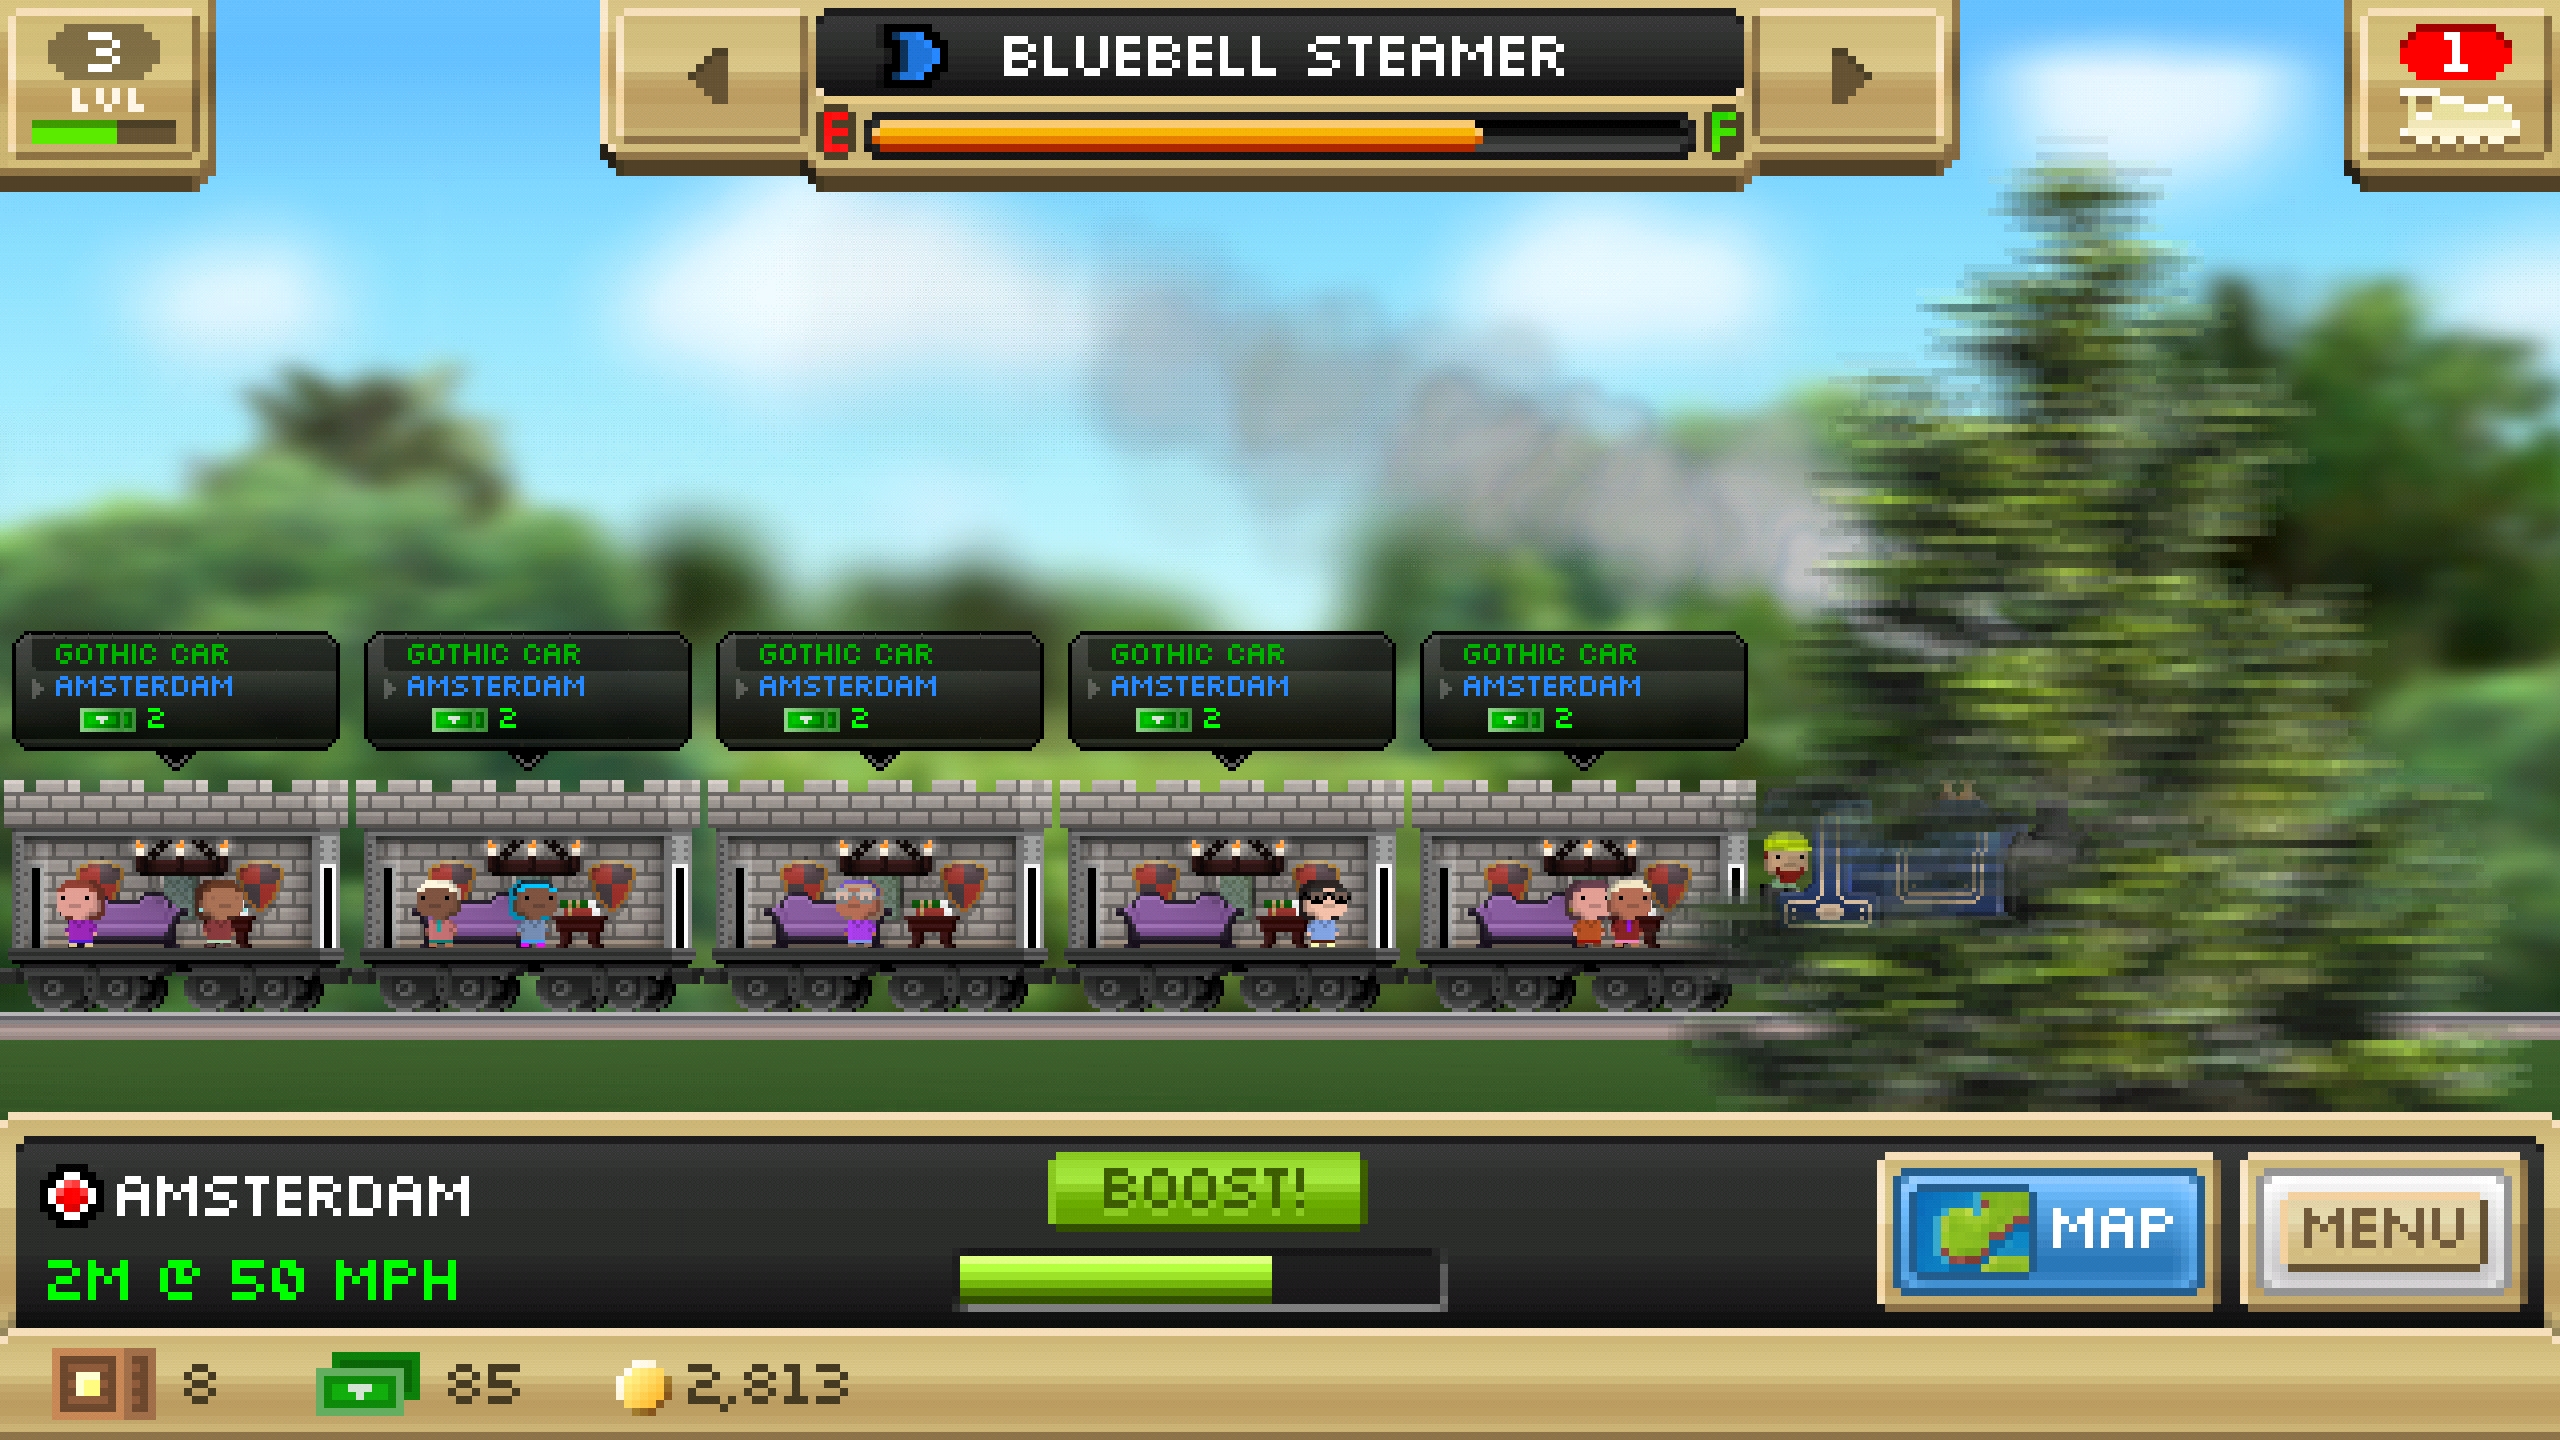 3
LVL
BLUEBELL STEAMER
E F
1
GOTHIC CAR
AMSTERDAM
2
GOTHIC CAR
AMSTERDAM
2
GOTHIC CAR
AMSTERDAM
2
GOTHIC CAR
AMSTERDAM
2
GOTHIC CAR
AMSTERDAM
2
AMSTERDAM
2M @ 50 MPH
BOOST!
MAP
MENU
8 85 2,813